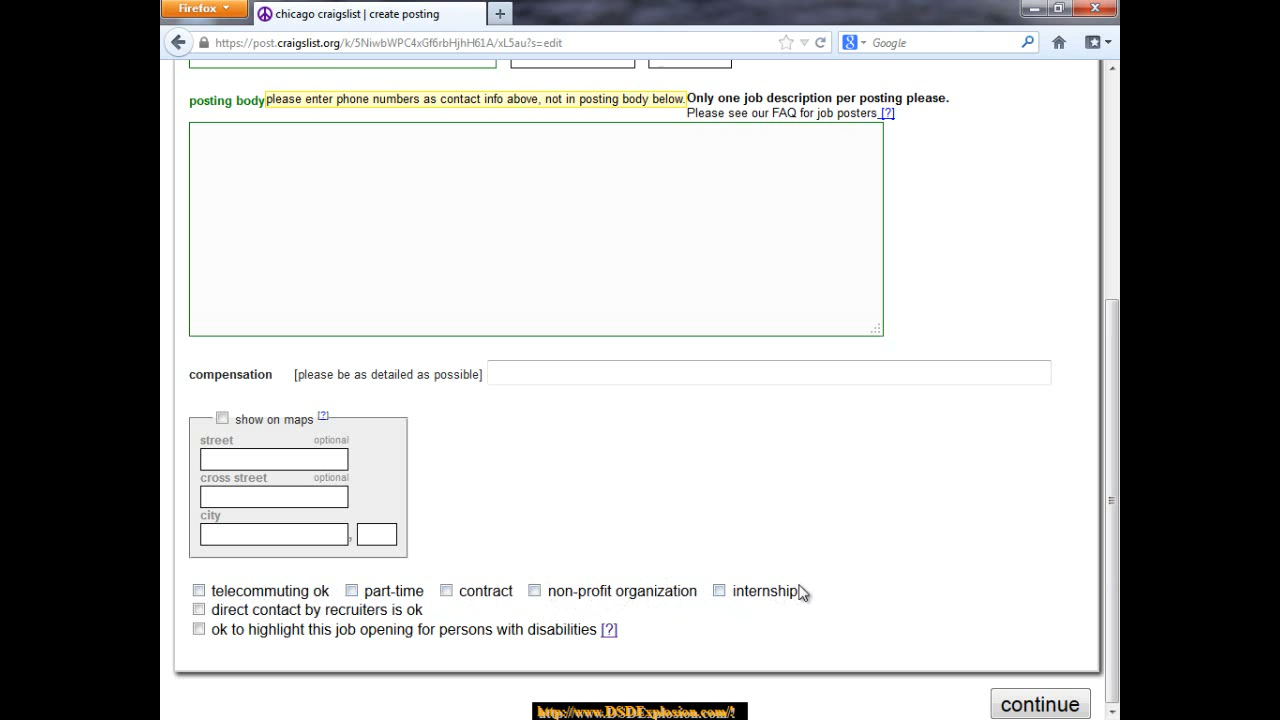 Firefox
chicago craigslist | create posting
https://post.craigslist.org/k/5NiwbWPC4xGf6rbHjhH61A/xL5au?s=edit
Google
posting body please enter phone numbers as contact info above, not in posting body below. Only one job description per posting please.
Please see our FAQ for job posters [?]
compensation [please be as detailed as possible]
show on maps [?]
street optional
cross street optional
city
,
telecommuting ok part-time contract non-profit organization internship
direct contact by recruiters is ok
ok to highlight this job opening for persons with disabilities [?]
continue
http://www.DSDExplosion.com/!